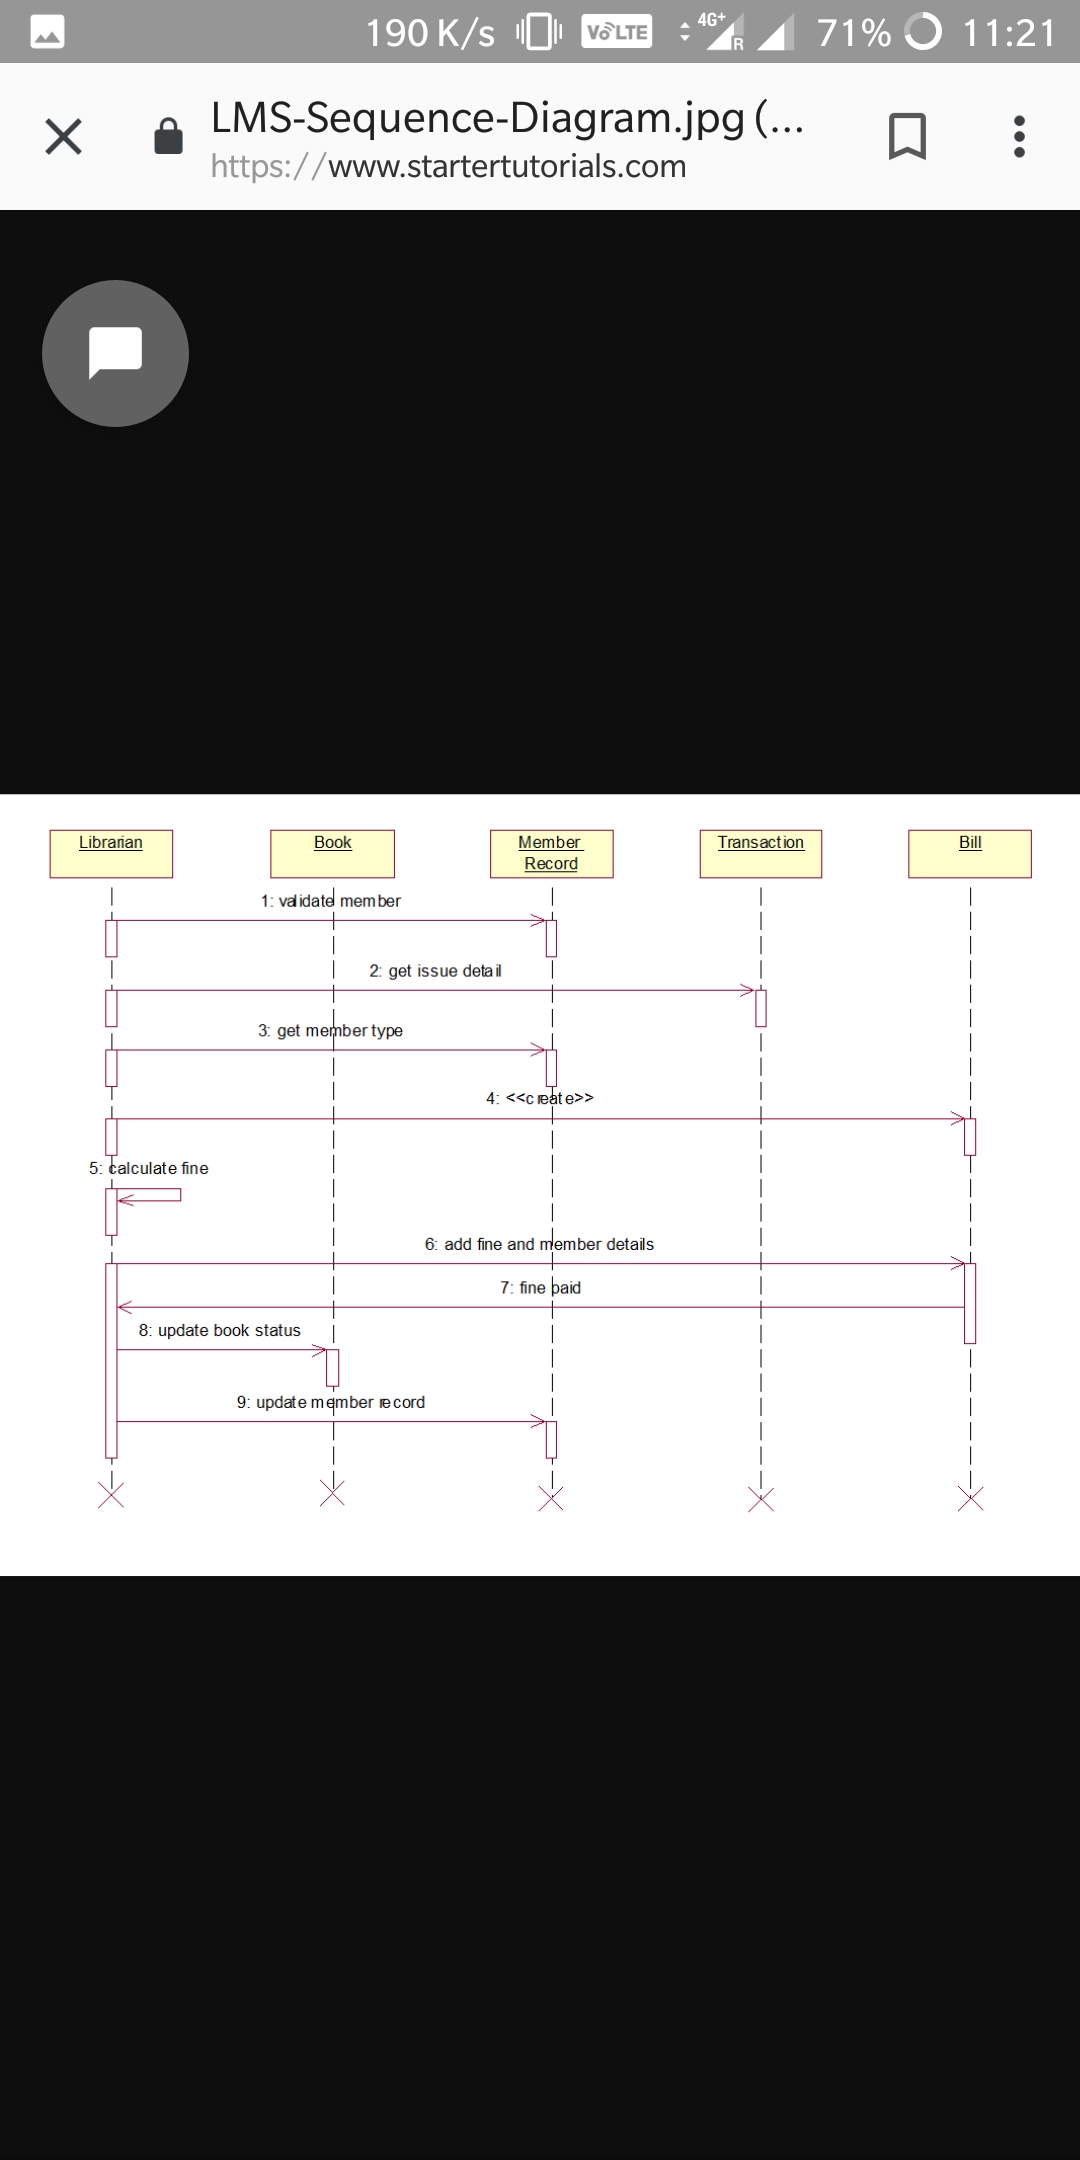 190 K/s VoLTE 4G+ R 71% 11:21
LMS-Sequence-Diagram.jpg (...
https://www.startertutorials.com
Librarian Book Member Record Transaction Bill
1: validate member
2: get issue detail
3: get member type
4: <<create>>
5: calculate fine
6: add fine and member details
7: fine paid
8: update book status
9: update member record